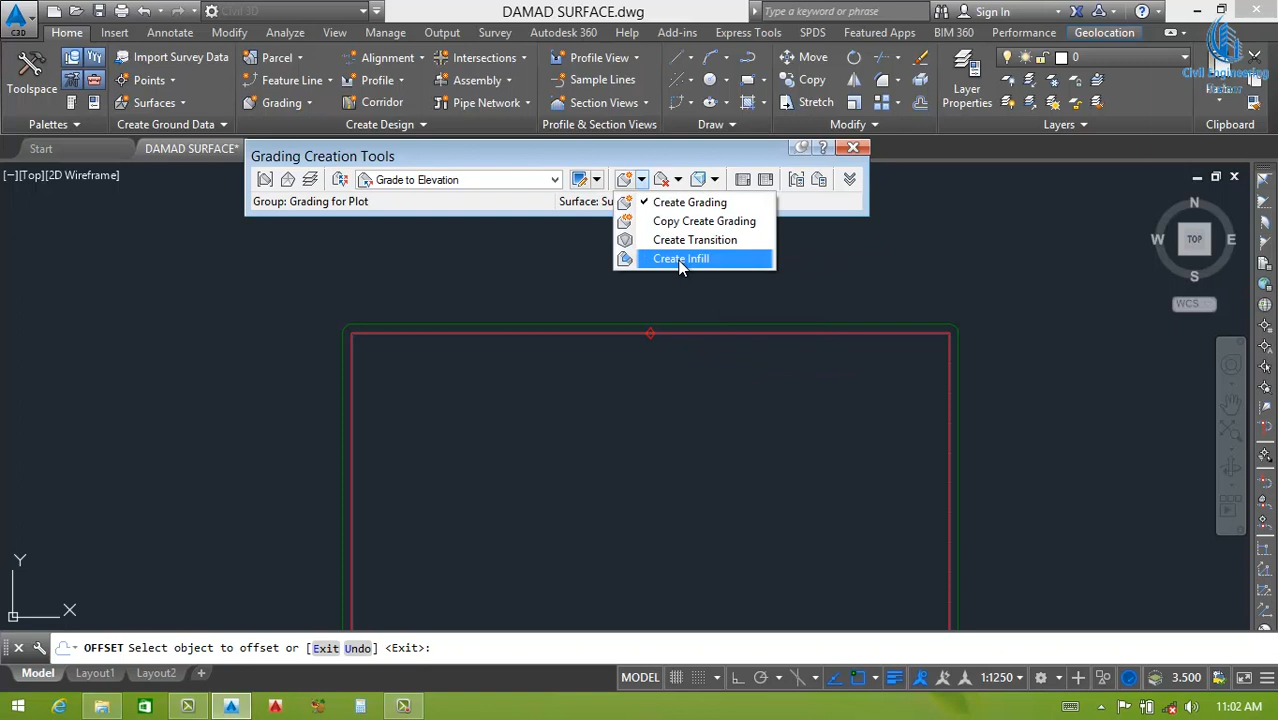 C3D
Civil 3D
DAMAD SURFACE.dwg
Type a keyword or phrase
Sign In
Home Insert Annotate Modify Analyze View Manage Output Survey Autodesk 360 Help Add-ins Express Tools SPDS Featured Apps BIM 360 Performance Geolocation
Toolspace
Import Survey Data
Points
Surfaces
Parcel
Feature Line
Grading
Alignment
Profile
Corridor
Intersections
Assembly
Pipe Network
Profile View
Sample Lines
Section Views
Move
Copy
Stretch
Layer
Properties
0
Civil Engineering
Palettes Create Ground Data Create Design Profile & Section Views Draw Modify Layers Clipboard
Start DAMAD SURFACE*
[−][Top][2D Wireframe]
Grading Creation Tools
Grade to Elevation
Group: Grading for Plot
Surface: Su
Create Grading
Copy Create Grading
Create Transition
Create Infill
N
W TOP E
S
WCS
Y
X
OFFSET Select object to offset or [Exit Undo] <Exit>:
Model Layout1 Layout2 +
MODEL 1:1250 3.500
11:02 AM